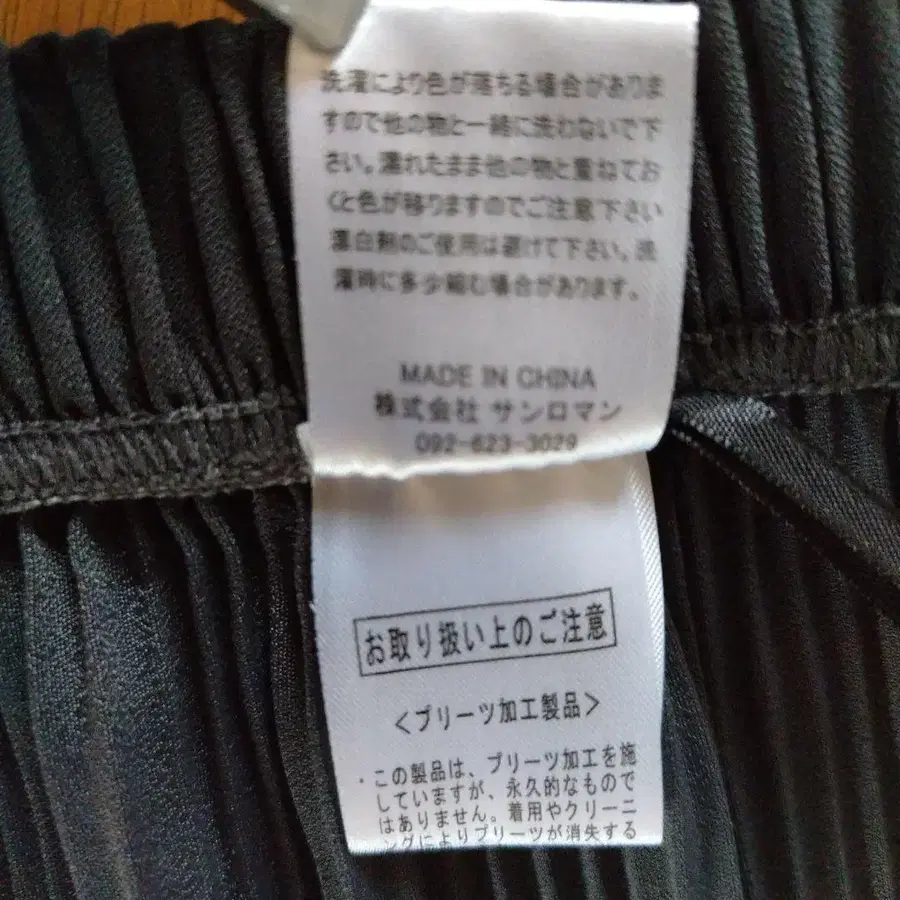 洗濯により色が落ちる場合がありま
すので他の物と一緒に洗わないで下
さい。濡れたまま他の物と重ねてお
くと色が移りますのでご注意下さい
漂白剤のご使用は避けて下さい。洗
濯時に多少縮む場合があります。
MADE IN CHINA
株式会社 サンロマン
092-623-3029
お取り扱い上のご注意
＜プリーツ加工製品＞
・この製品は、プリーツ加工を施
していますが、永久的なもので
はありません。着用やクリーニ
ングによりプリーツが消失する